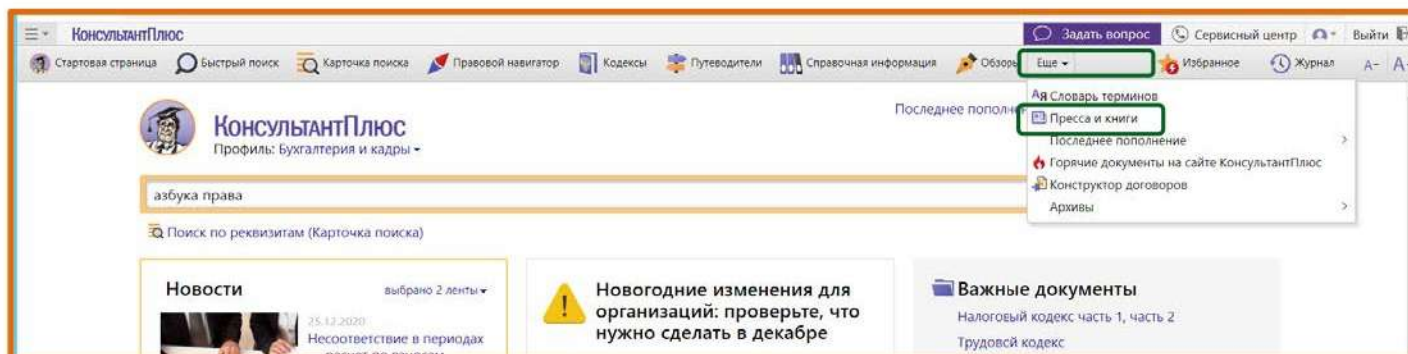 КонсультантПлюс Задать вопрос Сервисный центр Выйти
Стартовая страница Быстрый поиск Карточка поиска Правовой навигатор Кодексы Путеводители Справочная информация Обзоры Еще Избранное Журнал A- A
Aя Словарь терминов
Последнее
КонсультантПлюс
Пресса и книги
Профиль: Бухгалтерия и кадры
Последнее пополнение
Горячие документы на сайте КонсультантПлюс
азбука права
Конструктор договоров
Архивы
Поиск по реквизитам (Карточка поиска)
Новости выбрано 2 ленты
25.12.2020
Несоответствие в периодах
Новогодние изменения для
организаций: проверьте, что
нужно сделать в декабре
Важные документы
Налоговый кодекс часть 1, часть 2
Трудовой кодекс